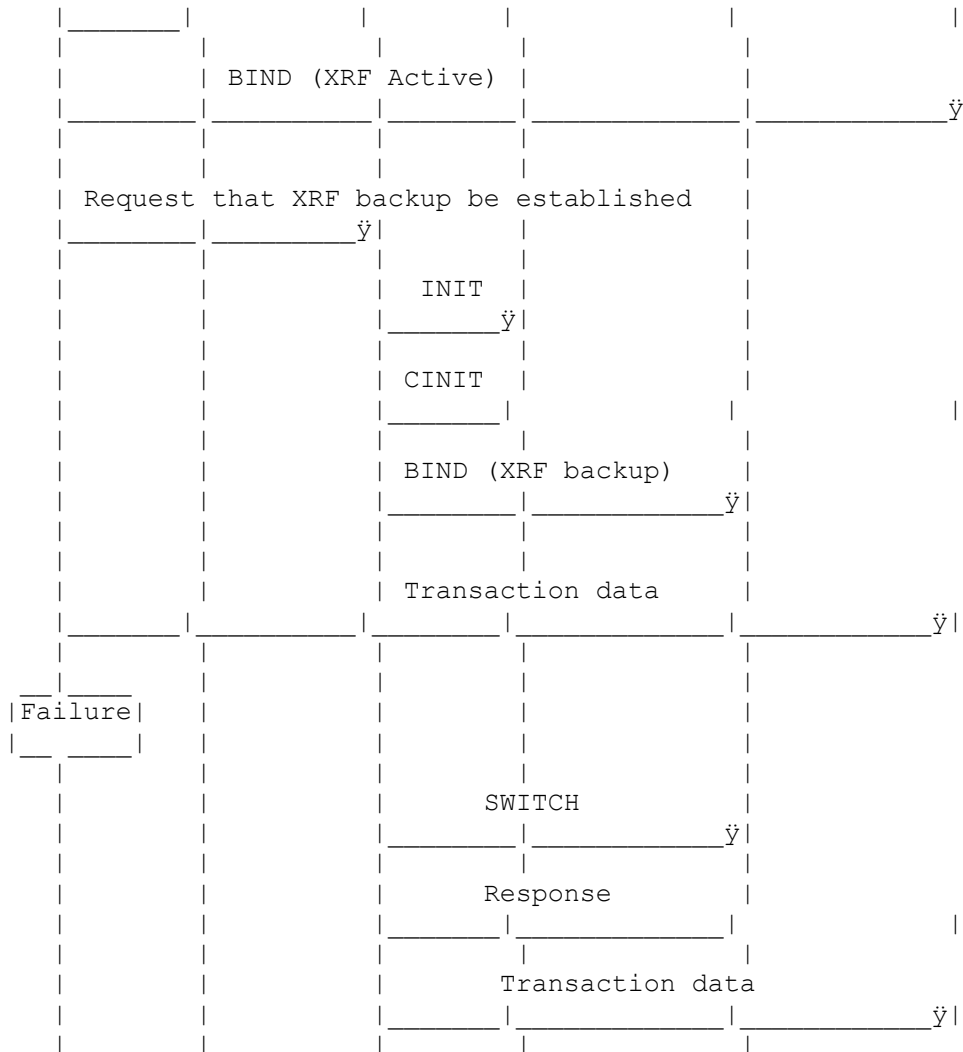 BIND (XRF Active)
ÿ
Request that XRF backup be established
ÿ
INIT
ÿ
CINIT
BIND (XRF backup)
ÿ
Transaction data
ÿ
Failure
SWITCH
ÿ
Response
Transaction data
ÿ